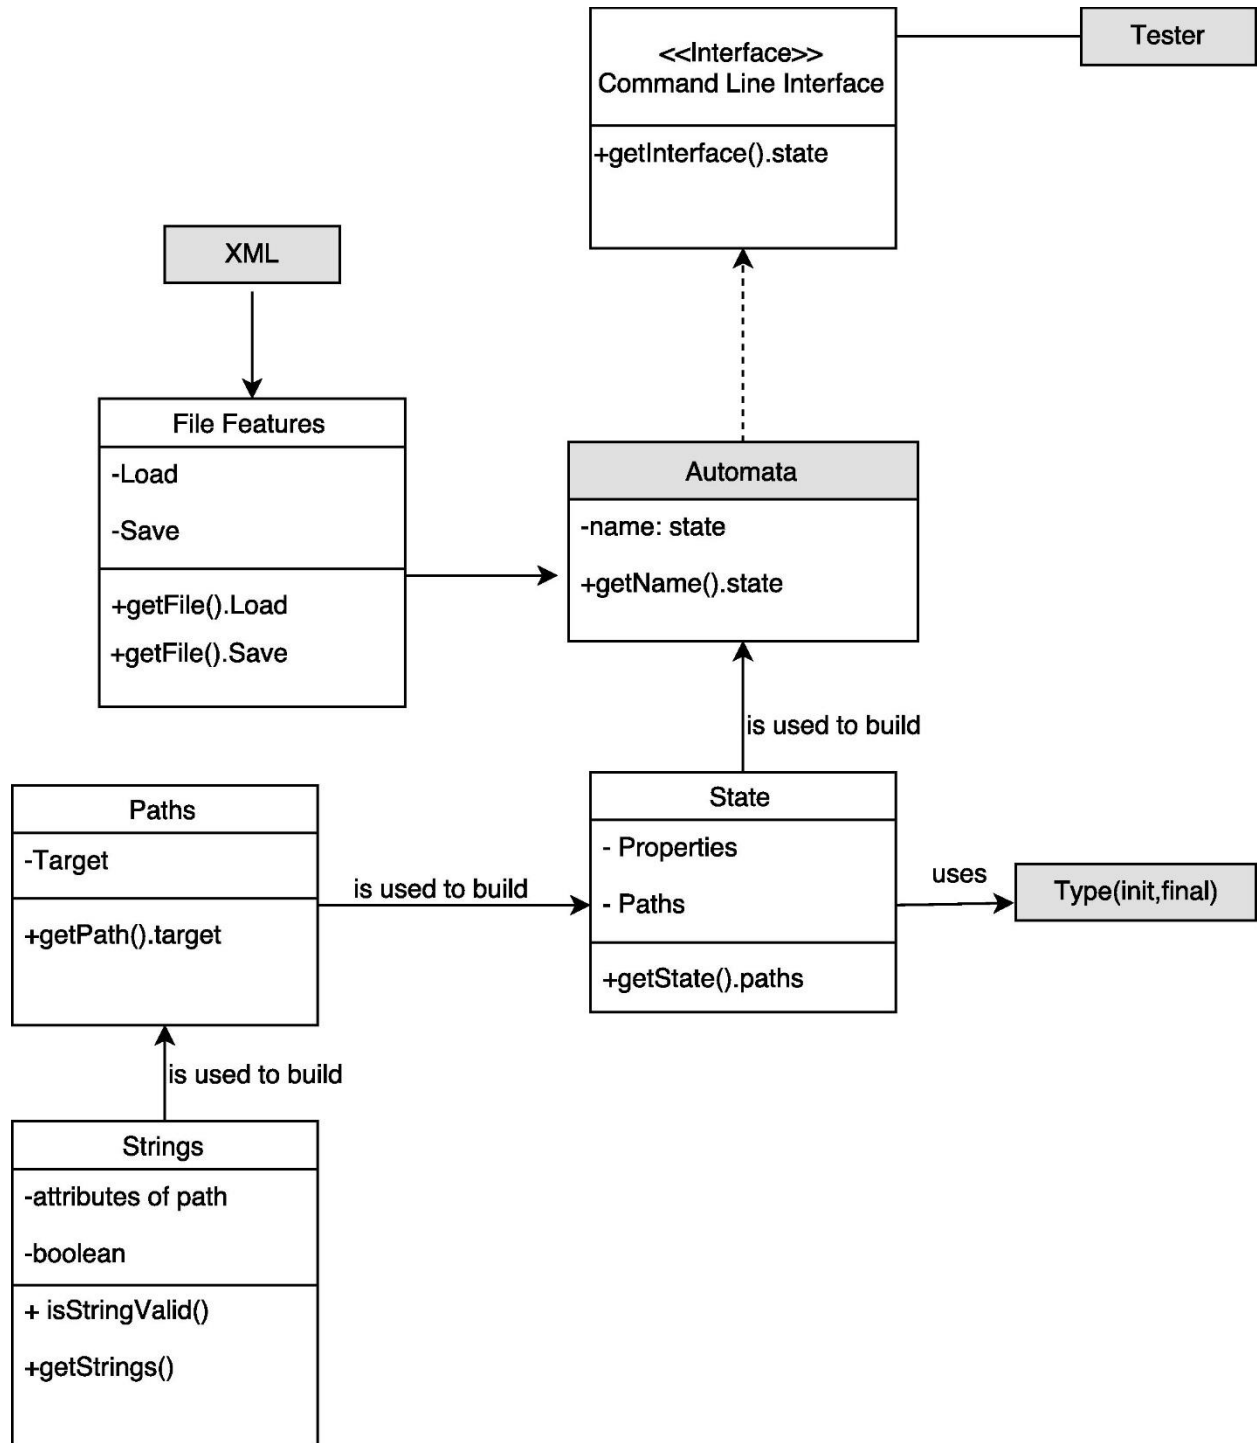 <<Interface>>
Command Line Interface
+getInterface().state
Tester
XML
File Features
-Load
-Save
+getFile().Load
+getFile().Save
Automata
-name: state
+getName().state
is used to build
Paths
-Target
+getPath().target
is used to build
State
- Properties
- Paths
+getState().paths
uses
Type(init,final)
is used to build
Strings
-attributes of path
-boolean
+ isStringValid()
+getStrings()